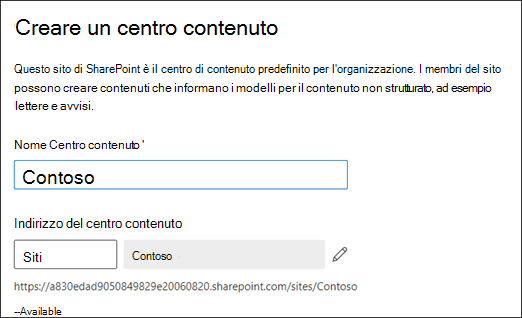 Creare un centro contenuto
Questo sito di SharePoint è il centro di contenuto predefinito per l'organizzazione. I membri del sito
possono creare contenuti che informano i modelli per il contenuto non strutturato, ad esempio
lettere e avvisi.
Nome Centro contenuto '
Contoso
Indirizzo del centro contenuto
Siti Contoso
https://a830edad9050849829e20060820.sharepoint.com/sites/Contoso
--Available